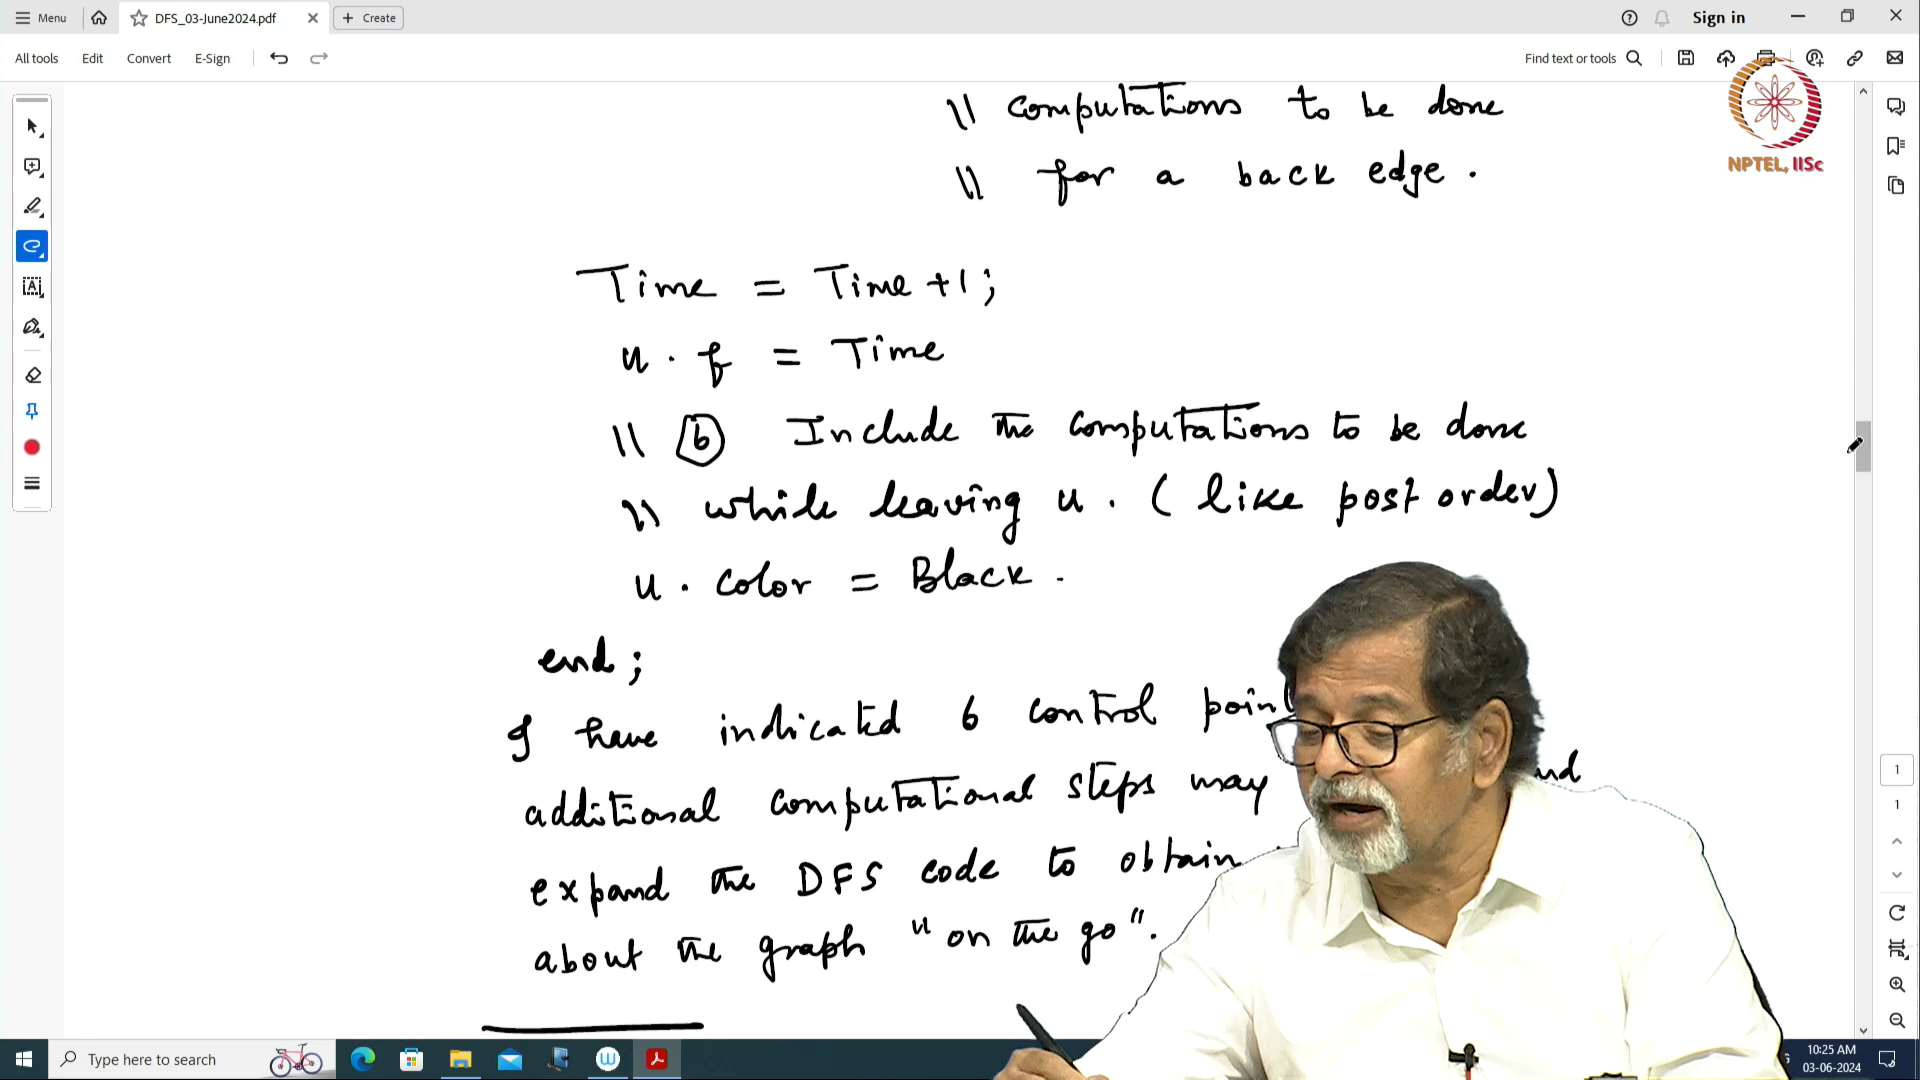 Menu
DFS_03-June2024.pdf
+ Create
Sign in
All tools Edit Convert E-Sign
Find text or tools
NPTEL, IISc
\\ computations to be done
\\ for a back edge.
Time = Time +1;
u . f = Time
\\ 6 Include the computations to be done
\\ while leaving u. (like post order)
u . color = Black.
end;
I have indicated 6 control
additional computational steps may
expand the DFS code to obtain
about the graph "on the go".
1
1
Type here to search
10:25 AM
03-06-2024